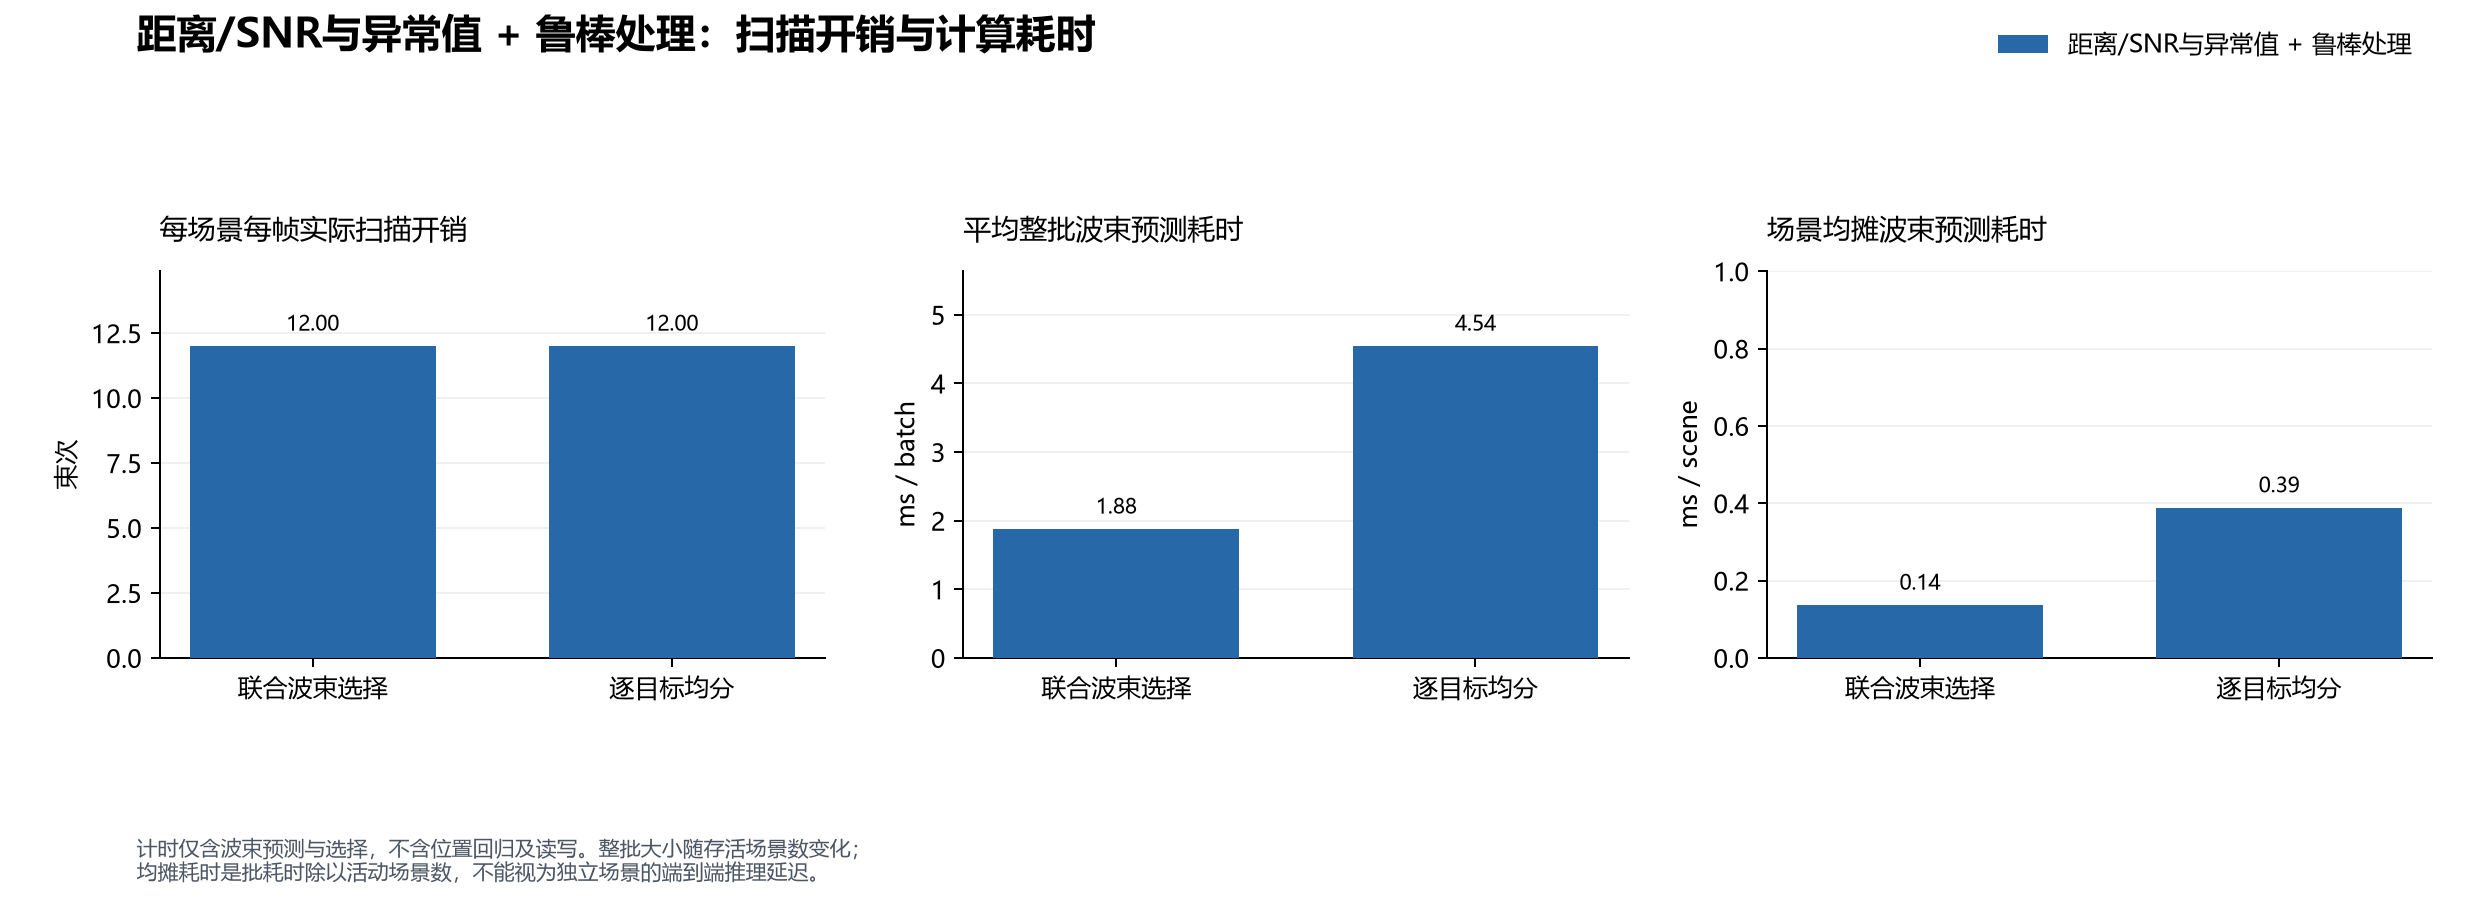 距离/SNR与异常值 + 鲁棒处理：扫描开销与计算耗时
距离/SNR与异常值 + 鲁棒处理
每场景每帧实际扫描开销
束次
12.5
10.0
7.5
5.0
2.5
0.0
12.00
12.00
联合波束选择
逐目标均分
平均整批波束预测耗时
ms / batch
5
4
3
2
1
0
1.88
4.54
联合波束选择
逐目标均分
场景均摊波束预测耗时
ms / scene
1.0
0.8
0.6
0.4
0.2
0.0
0.14
0.39
联合波束选择
逐目标均分
计时仅含波束预测与选择，不含位置回归及读写。整批大小随存活场景数变化；
均摊耗时是批耗时除以活动场景数，不能视为独立场景的端到端推理延迟。